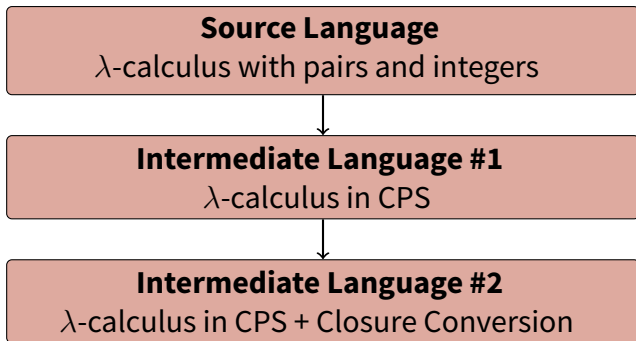 Source Language
λ-calculus with pairs and integers
Intermediate Language #1
λ-calculus in CPS
Intermediate Language #2
λ-calculus in CPS + Closure Conversion